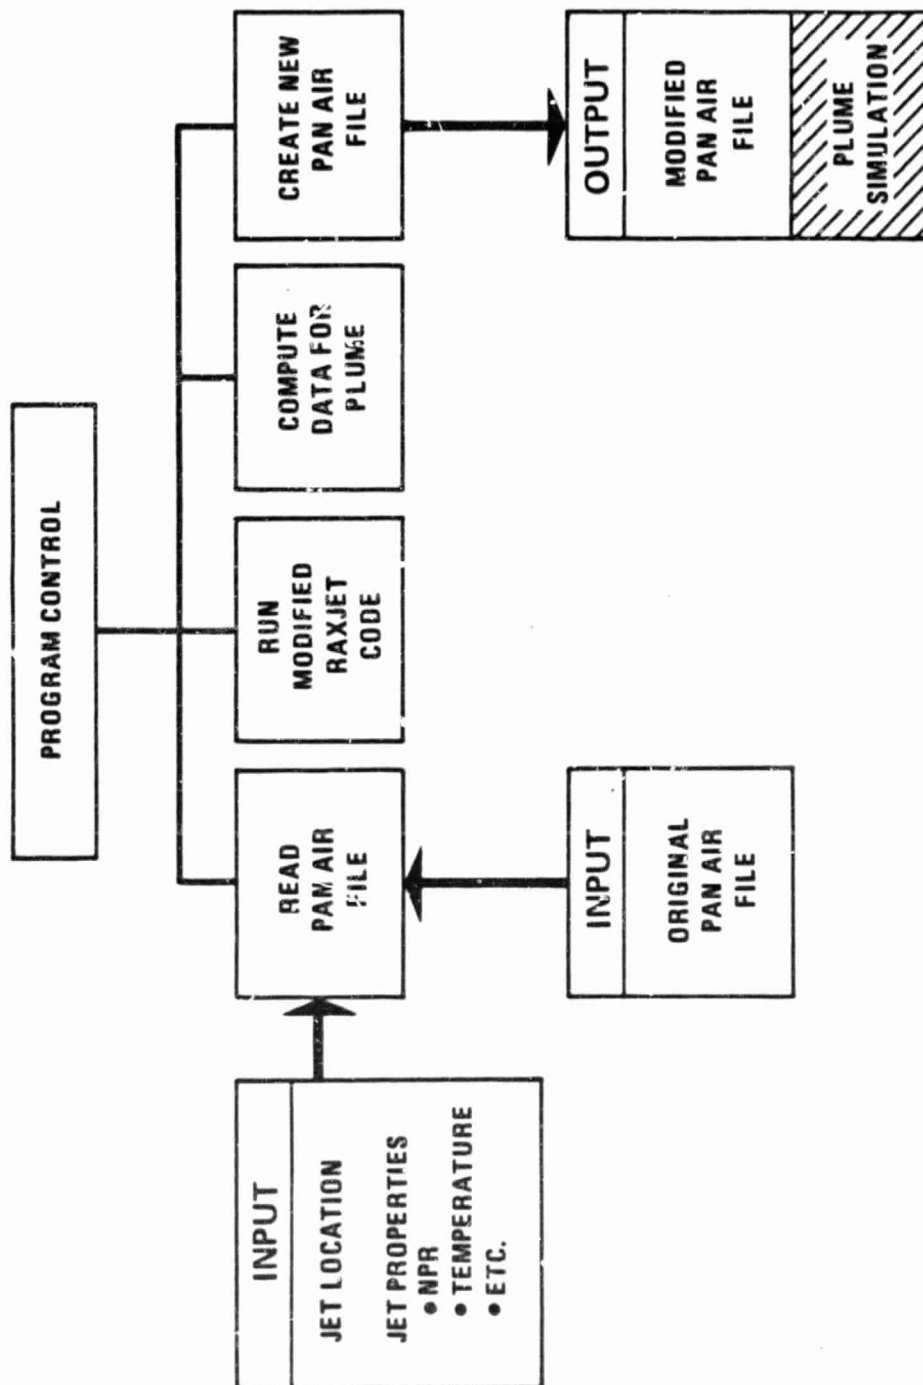 PROGRAM CONTROL
INPUT
JET LOCATION
JET PROPERTIES
● NPR
● TEMPERATURE
● ETC.
READ
PAN AIR
FILE
RUN
MODIFIED
RAXJET
CODE
COMPUTE
DATA FOR
PLUME
CREATE NEW
PAN AIR
FILE
INPUT
ORIGINAL
PAN AIR
FILE
OUTPUT
MODIFIED
PAN AIR
FILE
PLUME
SIMULATION